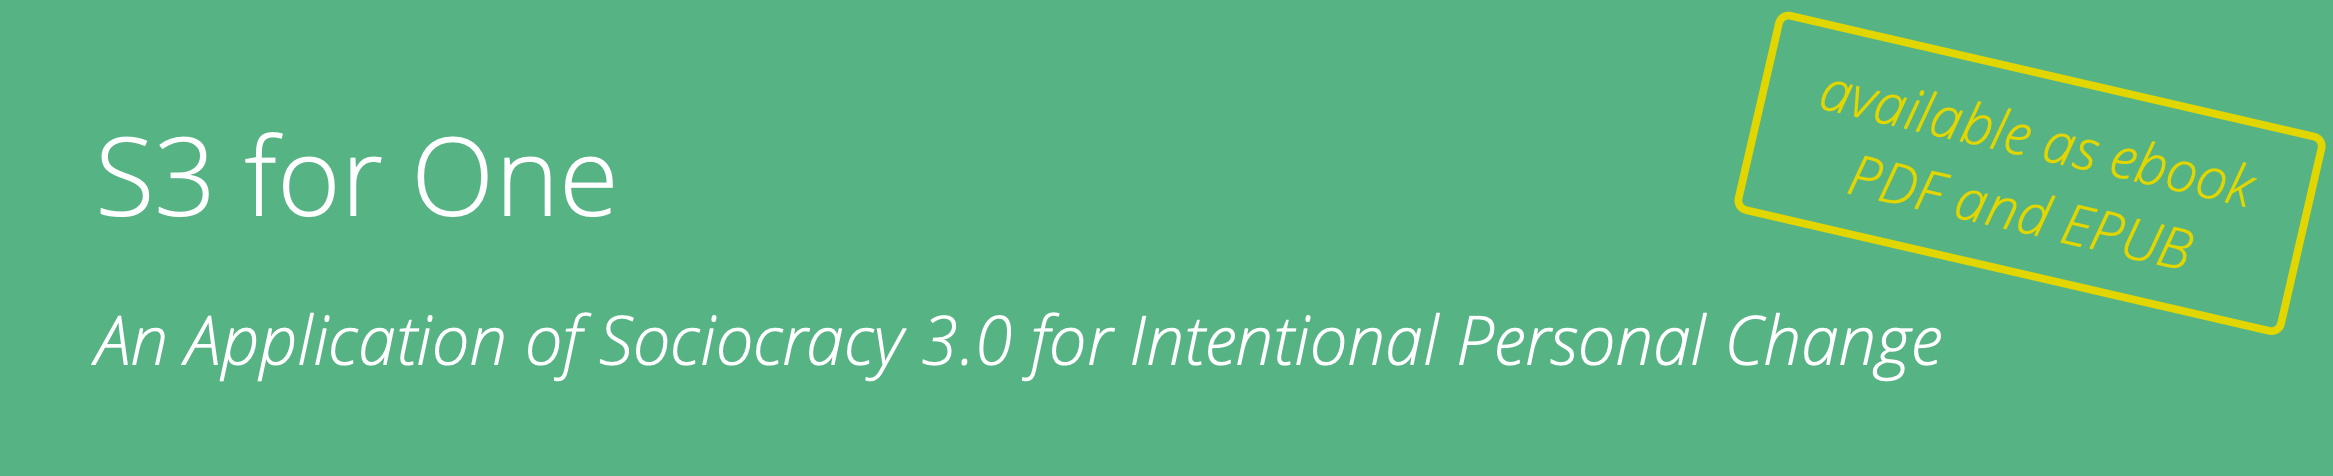 S3 for One
An Application of Sociocracy 3.0 for Intentional Personal Change
available as ebook
PDF and EPUB